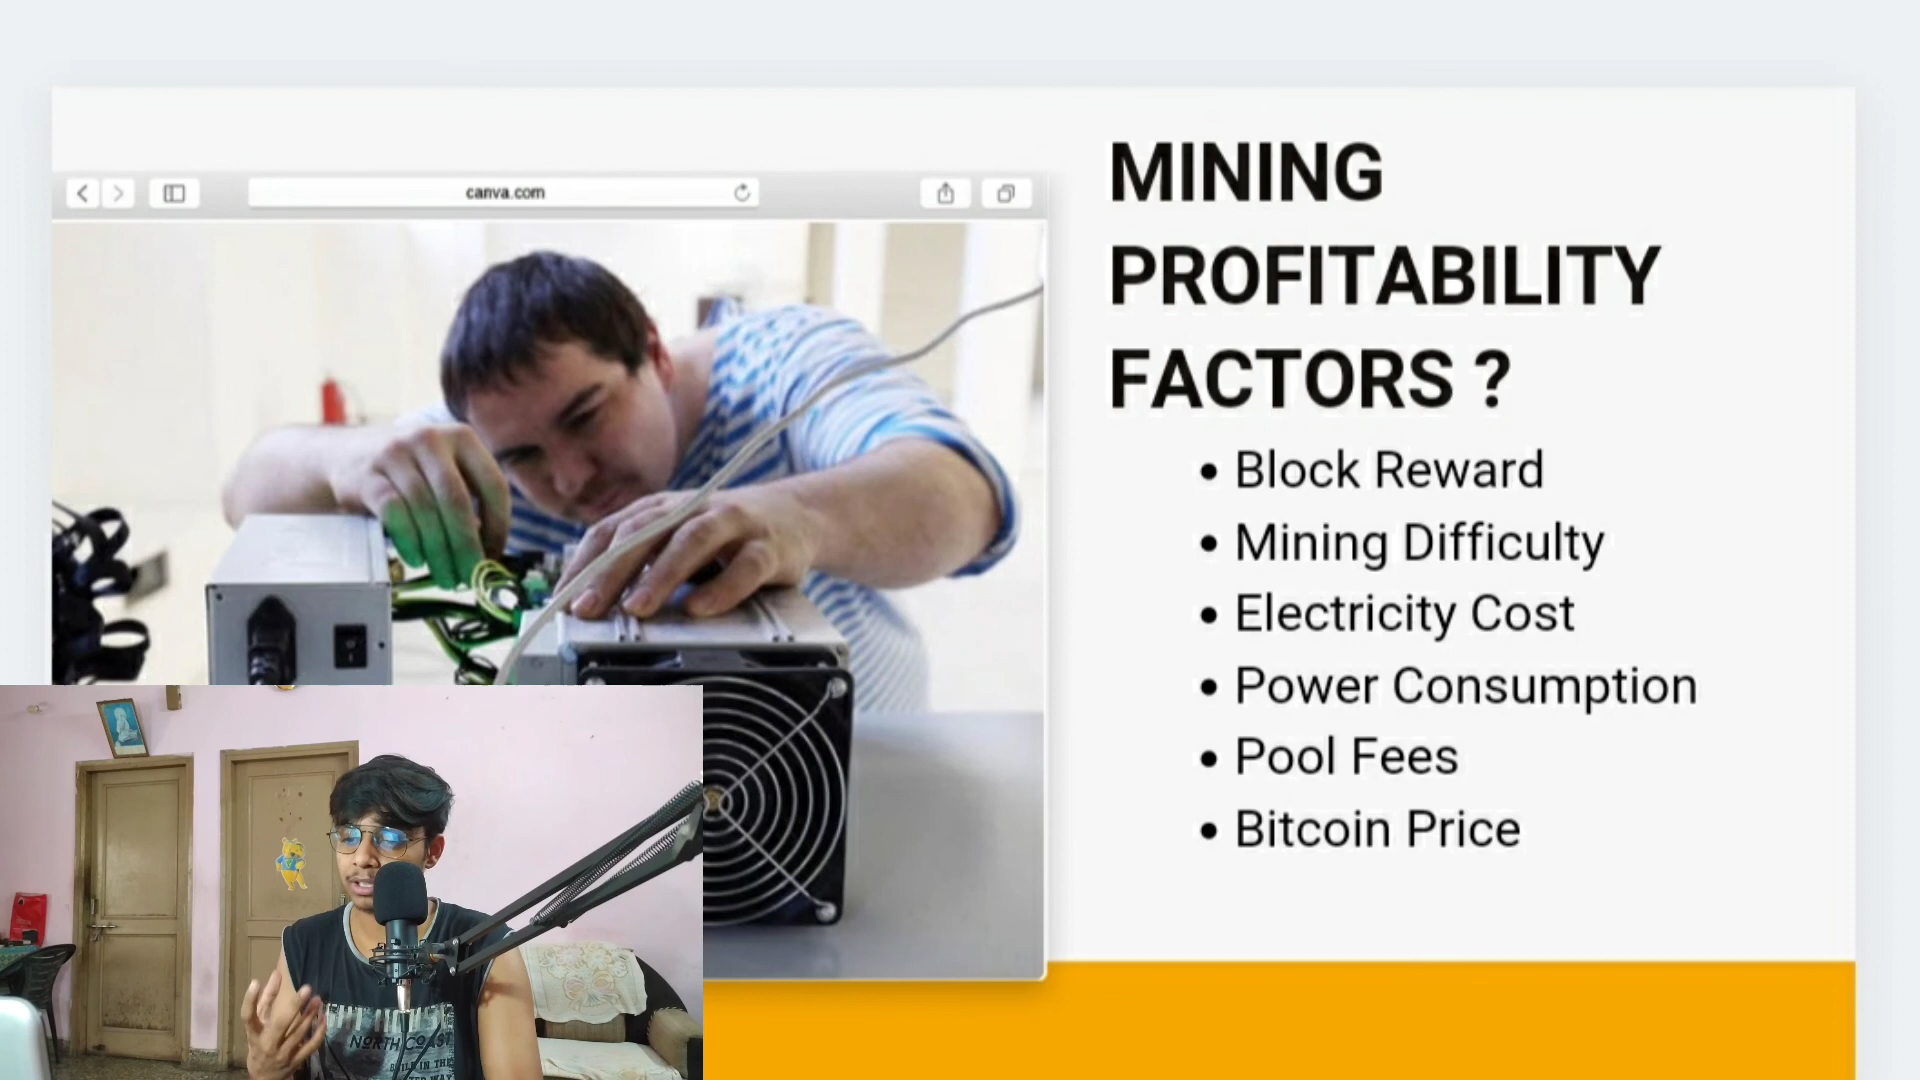 canva.com
MINING
PROFITABILITY
FACTORS ?
• Block Reward
• Mining Difficulty
• Electricity Cost
• Power Consumption
• Pool Fees
• Bitcoin Price
NORTH COAST